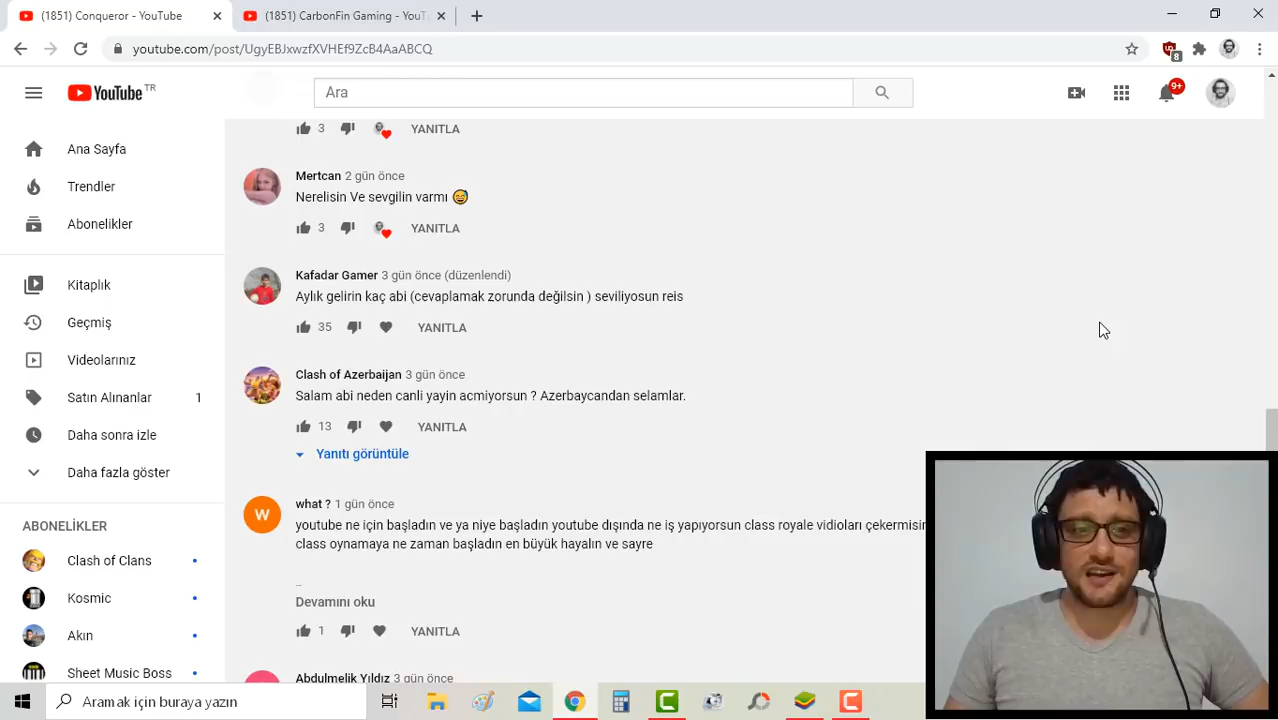 (1851) Conqueror - YouTube
(1851) CarbonFin Gaming - YouT
youtube.com/post/UgyEBJxwzfXVHEf9ZcB4AaABCQ
8
YouTube TR
Ara
9+
Ana Sayfa
Trendler
Abonelikler
Kitaplık
Geçmiş
Videolarınız
Satın Alınanlar 1
Daha sonra izle
Daha fazla göster
ABONELİKLER
Clash of Clans
Kosmic
Akın
Sheet Music Boss
3 YANITLA
Mertcan 2 gün önce
Nerelisin Ve sevgilin varmı 😅
3 YANITLA
Kafadar Gamer 3 gün önce (düzenlendi)
Aylık gelirin kaç abi (cevaplamak zorunda değilsin ) seviliyosun reis
35 YANITLA
Clash of Azerbaijan 3 gün önce
Salam abi neden canli yayin acmiyorsun ? Azerbaycandan selamlar.
13 YANITLA
Yanıtı görüntüle
W
what ? 1 gün önce
youtube ne için başladın ve ya niye başladın youtube dışında ne iş yapıyorsun class royale vidioları çekermisin
class oynamaya ne zaman başladın en büyük hayalın ve sayre
..
Devamını oku
1 YANITLA
Abdulmelik Yıldız 3 gün önce
Aramak için buraya yazın